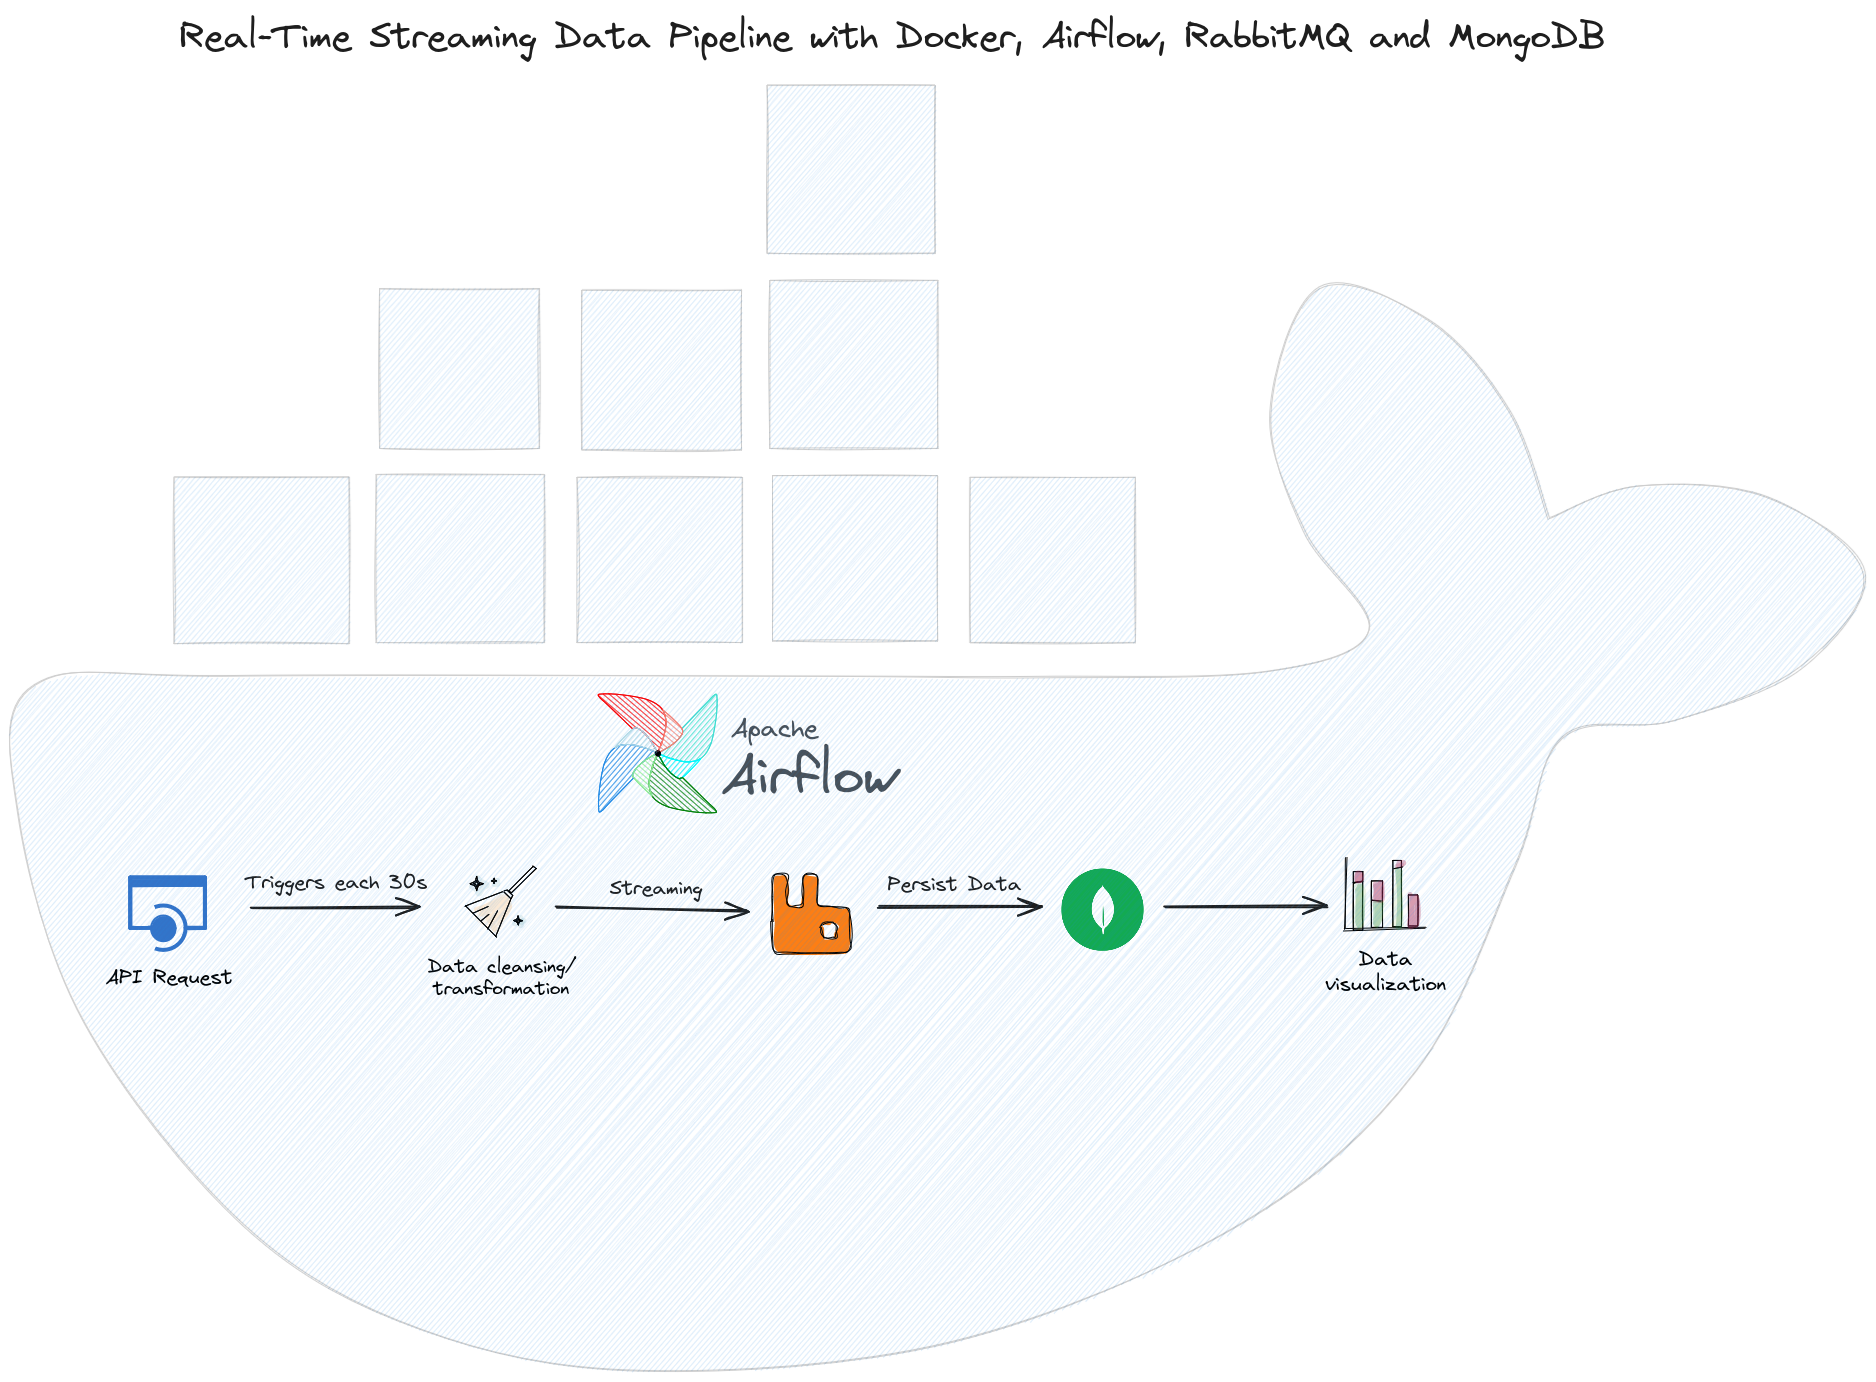 Real-Time Streaming Data Pipeline with Docker, Airflow, RabbitMQ and MongoDB
Apache
Airflow
Triggers each 30s
Streaming
Persist Data
API Request
Data cleansing/
transformation
Data
visualization